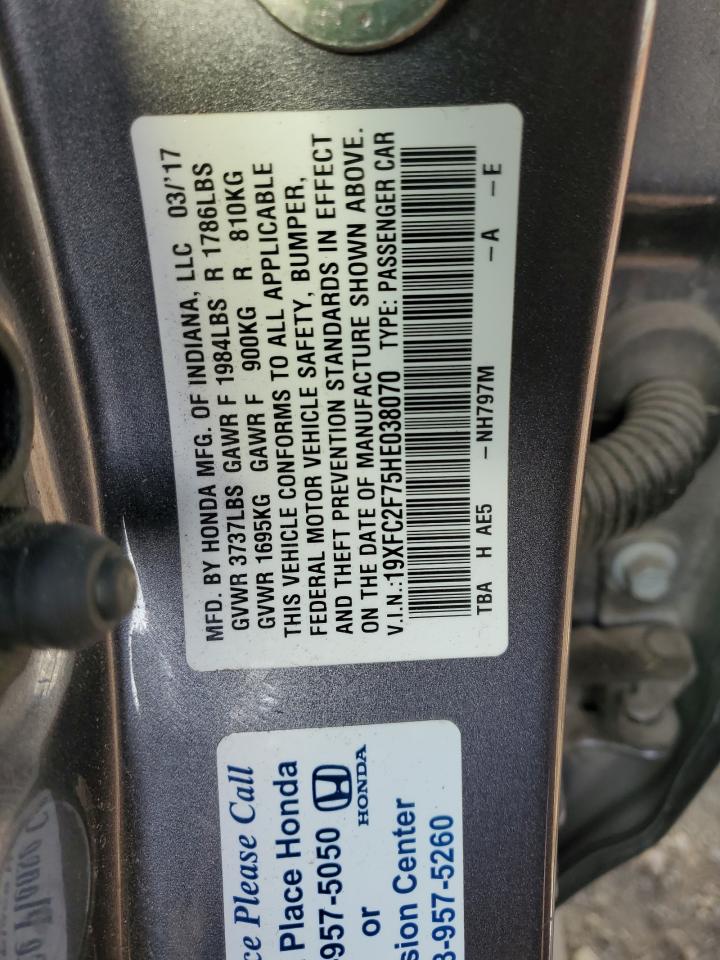 MFD. BY HONDA MFG. OF INDIANA, LLC 03/'17
GVWR 3737LBS GAWR F 1984LBS R 1786LBS
GVWR 1695KG GAWR F 900KG R 810KG
THIS VEHICLE CONFORMS TO ALL APPLICABLE
FEDERAL MOTOR VEHICLE SAFETY, BUMPER,
AND THEFT PREVENTION STANDARDS IN EFFECT
ON THE DATE OF MANUFACTURE SHOWN ABOVE.
V.I.N.:19XFC2F75HE038070 TYPE: PASSENGER CAR
TBA H AE5 -NH797M -A -E
Please Call
Place Honda
957-5050
HONDA
or
Center
957-5260